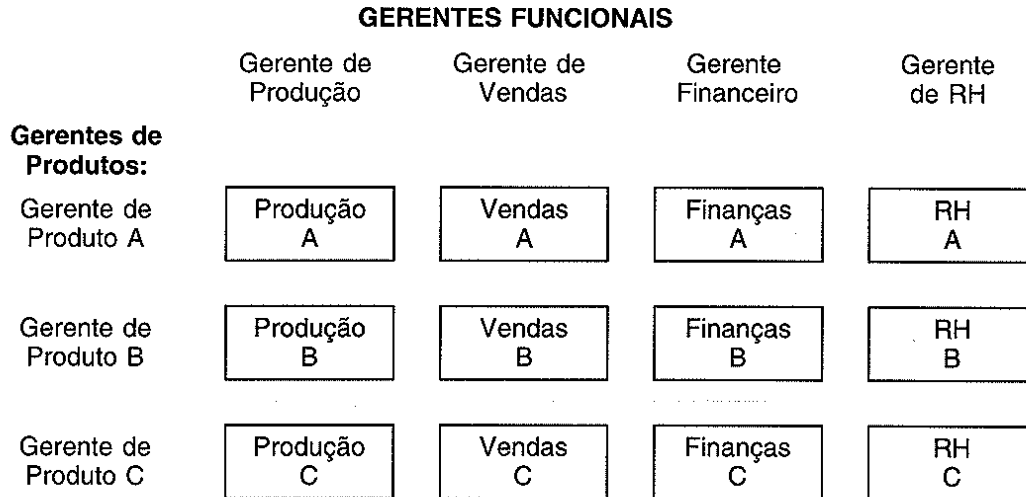 GERENTES FUNCIONAIS
Gerente de Produção
Gerente de Vendas
Gerente Financeiro
Gerente de RH
Gerentes de
Produtos:
Gerente de
Produto A
Produção
A
Vendas
A
Finanças
A
RH
A
Gerente de
Produto B
Produção
B
Vendas
B
Finanças
B
RH
B
Gerente de
Produto C
Produção
C
Vendas
C
Finanças
C
RH
C